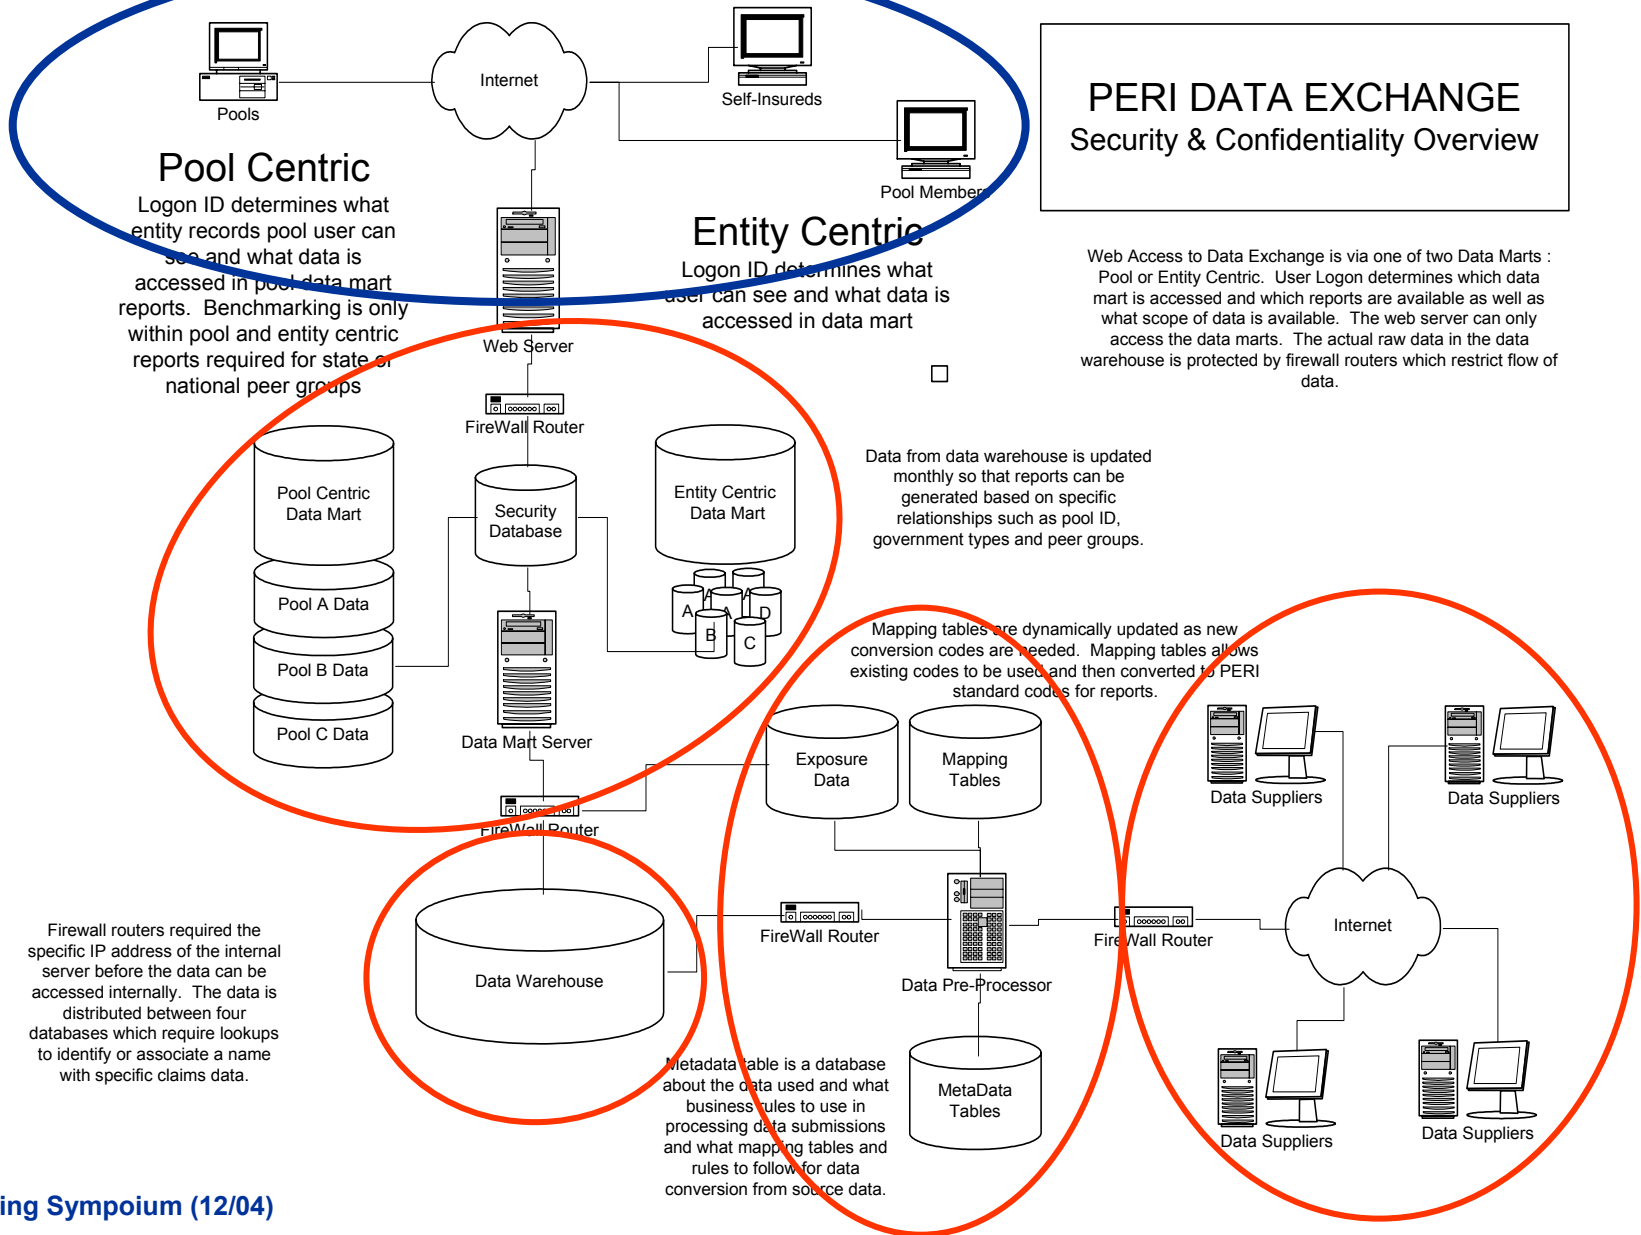 Internet
Pools
Self-Insureds
Pool Members
PERI DATA EXCHANGE
Security & Confidentiality Overview
Pool Centric
Logon ID determines what
entity records pool user can
see and what data is
accessed in pool data mart
reports.  Benchmarking is only
within pool and entity centric
reports required for state or
national peer groups
Entity Centric
Logon ID determines what
user can see and what data is
accessed in data mart
Web Access to Data Exchange is via one of two Data Marts :
Pool or Entity Centric.  User Logon determines which data
mart is accessed and which reports are available as well as
what scope of data is available.  The web server can only
access the data marts.  The actual raw data in the data
warehouse is protected by firewall routers which restrict flow of
data.
Web Server
FireWall Router
Pool Centric
Data Mart
Security
Database
Entity Centric
Data Mart
Data from data warehouse is updated
monthly so that reports can be
generated based on specific
relationships such as pool ID,
government types and peer groups.
Pool A Data
Pool B Data
Pool C Data
A
A
A
A
D
B
C
Data Mart Server
Mapping tables are dynamically updated as new
conversion codes are needed.  Mapping tables allows
existing codes to be used and then converted to PERI
standard codes for reports.
Exposure
Data
Mapping
Tables
Data Suppliers
Data Suppliers
FireWall Router
Firewall routers required the
specific IP address of the internal
server before the data can be
accessed internally.  The data is
distributed between four
databases which require lookups
to identify or associate a name
with specific claims data.
Data Warehouse
FireWall Router
Data Pre-Processor
FireWall Router
Internet
Metadata table is a database
about the data used and what
business rules to use in
processing data submissions
and what mapping tables and
rules to follow for data
conversion from source data.
MetaData
Tables
Data Suppliers
Data Suppliers
ing Sympoium (12/04)